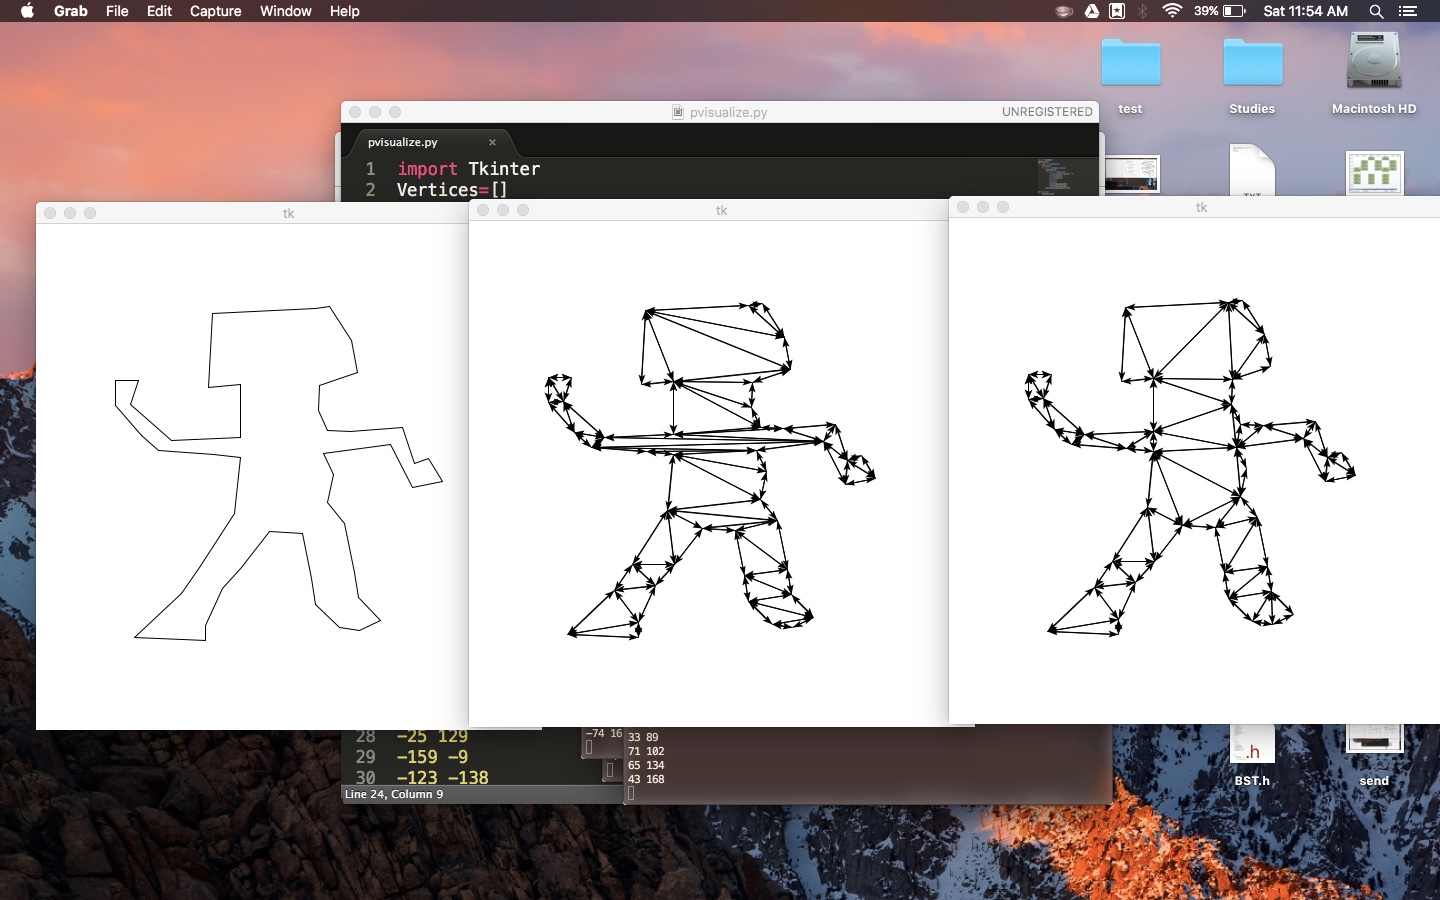 Grab File Edit Capture Window Help
39% Sat 11:54 AM
test Studies Macintosh HD
pvisualize.py UNREGISTERED
pvisualize.py ×
1 import Tkinter
2 Vertices=[]
TXT
tk
tk
tk
28 -25 129
29 -159 -9
30 -123 -138
Line 24, Column 9
-74 16
33 89
71 102
65 134
43 168
.h
BST.h send